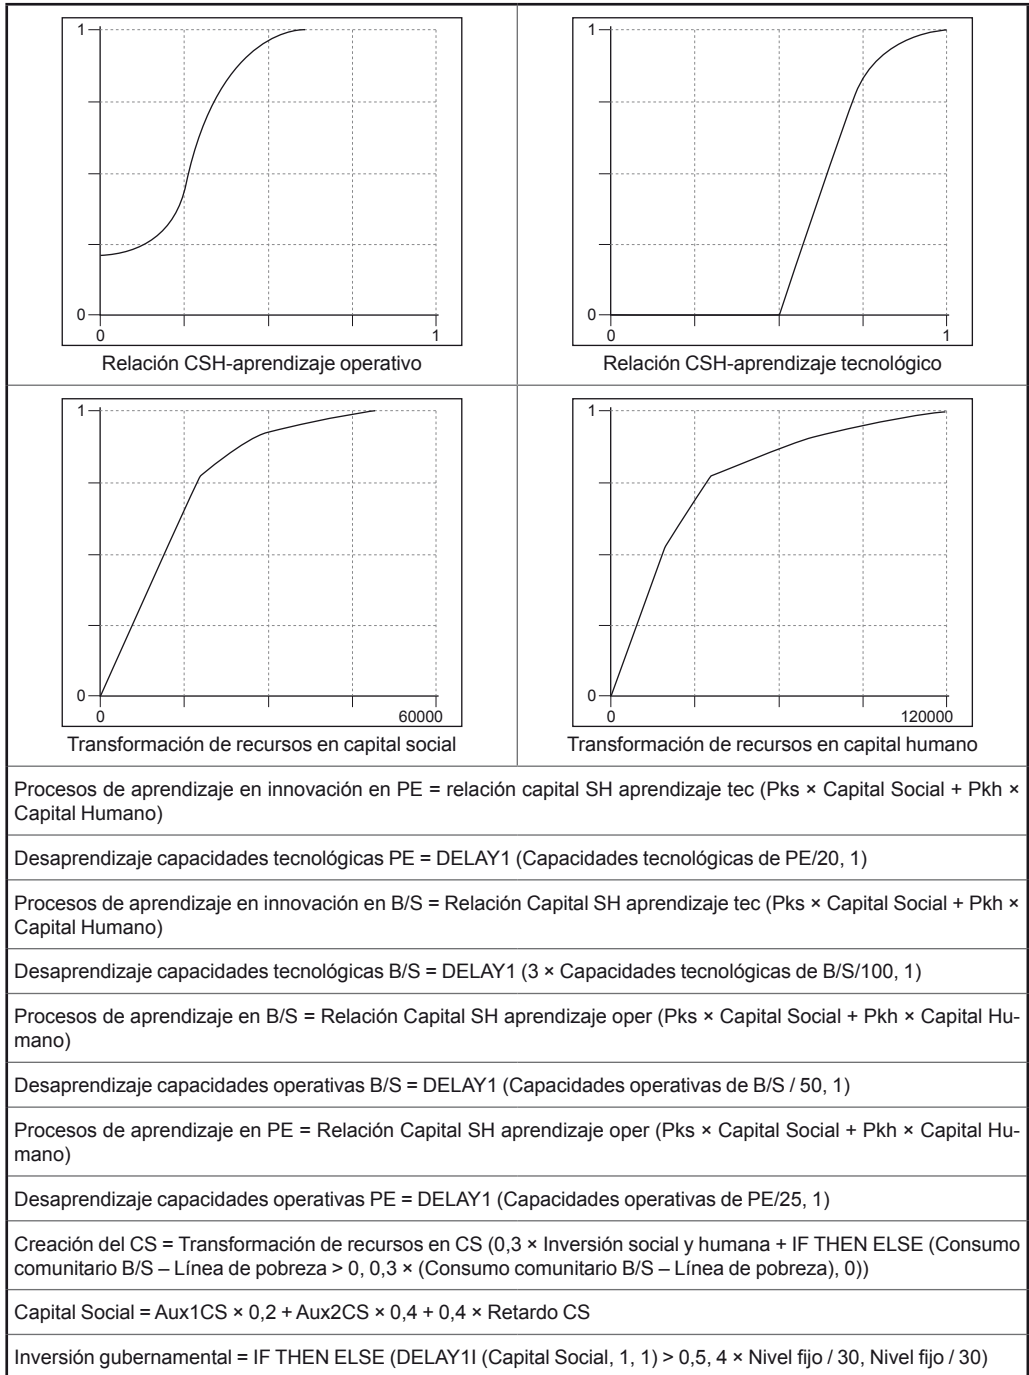 1
0
0
1
Relación CSH-aprendizaje operativo
1
0
0
1
Relación CSH-aprendizaje tecnológico
1
0
0
60000
Transformación de recursos en capital social
1
0
0
120000
Transformación de recursos en capital humano
Procesos de aprendizaje en innovación en PE = relación capital SH aprendizaje tec (Pks × Capital Social + Pkh ×
Capital Humano)
Desaprendizaje capacidades tecnológicas PE = DELAY1 (Capacidades tecnológicas de PE/20, 1)
Procesos de aprendizaje en innovación en B/S = Relación Capital SH aprendizaje tec (Pks × Capital Social + Pkh ×
Capital Humano)
Desaprendizaje capacidades tecnológicas B/S = DELAY1 (3 × Capacidades tecnológicas de B/S/100, 1)
Procesos de aprendizaje en B/S = Relación Capital SH aprendizaje oper (Pks × Capital Social + Pkh × Capital Hu-
mano)
Desaprendizaje capacidades operativas B/S = DELAY1 (Capacidades operativas de B/S / 50, 1)
Procesos de aprendizaje en PE = Relación Capital SH aprendizaje oper (Pks × Capital Social + Pkh × Capital Hu-
mano)
Desaprendizaje capacidades operativas PE = DELAY1 (Capacidades operativas de PE/25, 1)
Creación del CS = Transformación de recursos en CS (0,3 × Inversión social y humana + IF THEN ELSE (Consumo
comunitario B/S – Línea de pobreza > 0, 0,3 × (Consumo comunitario B/S – Línea de pobreza), 0))
Capital Social = Aux1CS × 0,2 + Aux2CS × 0,4 + 0,4 × Retardo CS
Inversión gubernamental = IF THEN ELSE (DELAY1I (Capital Social, 1, 1) > 0,5, 4 × Nivel fijo / 30, Nivel fijo / 30)